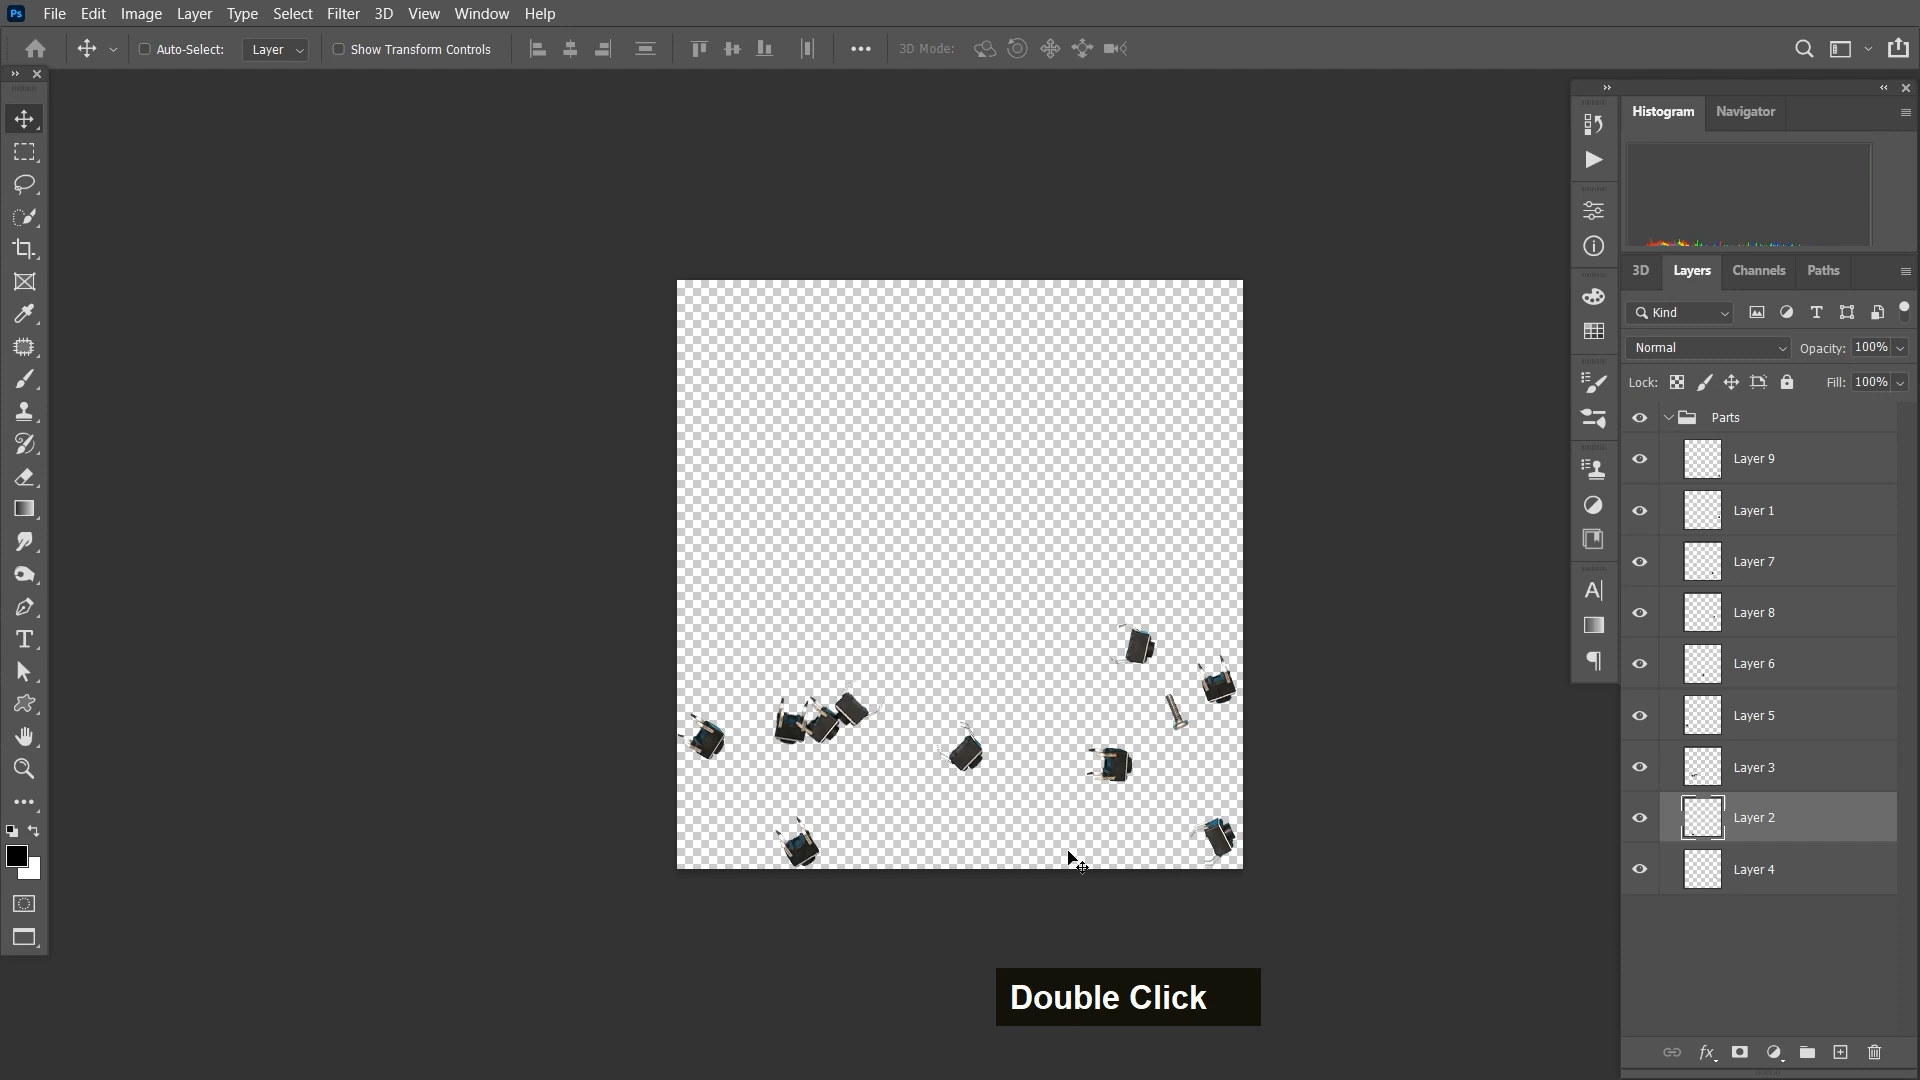 Ps File Edit Image Layer Type Select Filter 3D View Window Help
Auto-Select: Layer Show Transform Controls 3D Mode:
Histogram Navigator
3D Layers Channels Paths
Kind
Normal Opacity: 100%
Lock: Fill: 100%
Parts
Layer 9
Layer 1
Layer 7
Layer 8
Layer 6
Layer 5
Layer 3
Layer 2
Layer 4
Double Click